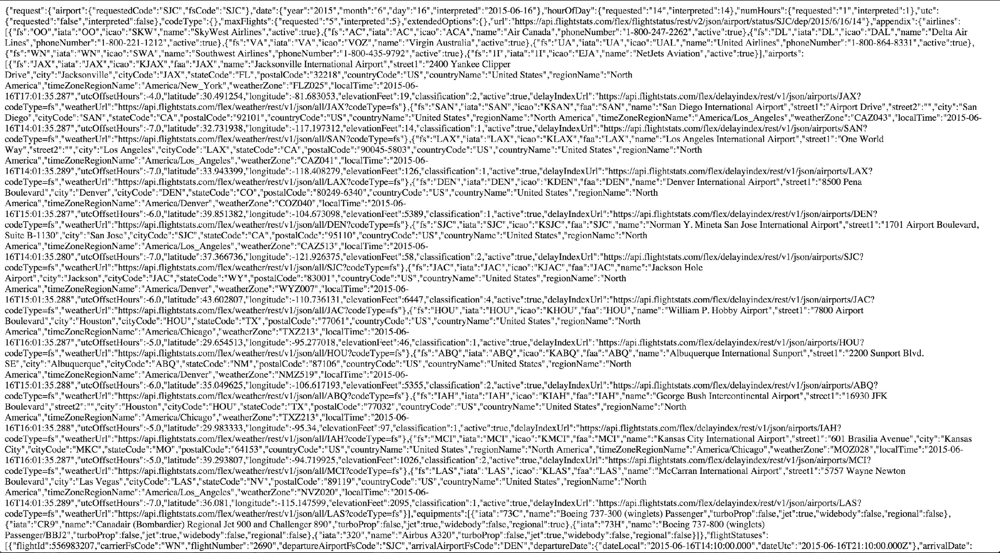 {"request":{"airport":{"requestedCode":"SJC","fsCode":"SJC"},"date":{"year":"2015","month":"6","day":"16","interpreted":"2015-06-16"},"hourOfDay":{"requested":"14","interpreted":14},"numHours":{"requested":"1","interpreted":1},"utc":
{"requested":"false","interpreted":false},"codeType":{},"maxFlights":{"requested":"5","interpreted":5},"extendedOptions":{},"url":"https://api.flightstats.com/flex/flightstatus/rest/v2/json/airport/status/SJC/dep/2015/6/16/14"},"appendix":{"airlines":
[{"fs":"OO","iata":"OO","icao":"SKW","name":"SkyWest Airlines","active":true},{"fs":"AC","iata":"AC","icao":"ACA","name":"Air Canada","phoneNumber":"1-800-247-2262","active":true},{"fs":"DL","iata":"DL","icao":"DAL","name":"Delta Air
Lines","phoneNumber":"1-800-221-1212","active":true},{"fs":"VA","iata":"VA","icao":"VOZ","name":"Virgin Australia","active":true},{"fs":"UA","iata":"UA","icao":"UAL","name":"United Airlines","phoneNumber":"1-800-864-8331","active":true},
{"fs":"WN","iata":"WN","icao":"SWA","name":"Southwest Airlines","phoneNumber":"1-800-435-9792","active":true},{"fs":"1I","iata":"1I","icao":"EJA","name":"NetJets Aviation","active":true}],"airports":
[{"fs":"JAX","iata":"JAX","icao":"KJAX","faa":"JAX","name":"Jacksonville International Airport","street1":"2400 Yankee Clipper
Drive","city":"Jacksonville","cityCode":"JAX","stateCode":"FL","postalCode":"32218","countryCode":"US","countryName":"United States","regionName":"North
America","timeZoneRegionName":"America/New_York","weatherZone":"FLZ025","localTime":"2015-06-
16T17:01:35.287","utcOffsetHours":-4.0,"latitude":30.491254,"longitude":-81.683053,"elevationFeet":19,"classification":2,"active":true,"delayIndexUrl":"https://api.flightstats.com/flex/delayindex/rest/v1/json/airports/JAX?
codeType=fs","weatherUrl":"https://api.flightstats.com/flex/weather/rest/v1/json/all/JAX?codeType=fs"},{"fs":"SAN","iata":"SAN","icao":"KSAN","faa":"SAN","name":"San Diego International Airport","street1":"Airport Drive","street2":"","city":"San
Diego","cityCode":"SAN","stateCode":"CA","postalCode":"92101","countryCode":"US","countryName":"United States","regionName":"North America","timeZoneRegionName":"America/Los_Angeles","weatherZone":"CAZ043","localTime":"2015-06-
16T14:01:35.287","utcOffsetHours":-7.0,"latitude":32.731938,"longitude":-117.197312,"elevationFeet":14,"classification":1,"active":true,"delayIndexUrl":"https://api.flightstats.com/flex/delayindex/rest/v1/json/airports/SAN?
codeType=fs","weatherUrl":"https://api.flightstats.com/flex/weather/rest/v1/json/all/SAN?codeType=fs"},{"fs":"LAX","iata":"LAX","icao":"KLAX","faa":"LAX","name":"Los Angeles International Airport","street1":"One World
Way","street2":"","city":"Los Angeles","cityCode":"LAX","stateCode":"CA","postalCode":"90045-5803","countryCode":"US","countryName":"United States","regionName":"North
America","timeZoneRegionName":"America/Los_Angeles","weatherZone":"CAZ041","localTime":"2015-06-
16T14:01:35.289","utcOffsetHours":-7.0,"latitude":33.943399,"longitude":-118.408279,"elevationFeet":126,"classification":1,"active":true,"delayIndexUrl":"https://api.flightstats.com/flex/delayindex/rest/v1/json/airports/LAX?
codeType=fs","weatherUrl":"https://api.flightstats.com/flex/weather/rest/v1/json/all/LAX?codeType=fs"},{"fs":"DEN","iata":"DEN","icao":"KDEN","faa":"DEN","name":"Denver International Airport","street1":"8500 Pena
Boulevard","city":"Denver","cityCode":"DEN","stateCode":"CO","postalCode":"80249-6340","countryCode":"US","countryName":"United States","regionName":"North
America","timeZoneRegionName":"America/Denver","weatherZone":"COZ040","localTime":"2015-06-
16T15:01:35.287","utcOffsetHours":-6.0,"latitude":39.851382,"longitude":-104.673098,"elevationFeet":5389,"classification":1,"active":true,"delayIndexUrl":"https://api.flightstats.com/flex/delayindex/rest/v1/json/airports/DEN?
codeType=fs","weatherUrl":"https://api.flightstats.com/flex/weather/rest/v1/json/all/DEN?codeType=fs"},{"fs":"SJC","iata":"SJC","icao":"KSJC","faa":"SJC","name":"Norman Y. Mineta San Jose International Airport","street1":"1701 Airport Boulevard,
Suite B-1130","city":"San Jose","cityCode":"SJC","stateCode":"CA","postalCode":"95110","countryCode":"US","countryName":"United States","regionName":"North
America","timeZoneRegionName":"America/Los_Angeles","weatherZone":"CAZ513","localTime":"2015-06-
16T14:01:35.280","utcOffsetHours":-7.0,"latitude":37.366736,"longitude":-121.926375,"elevationFeet":58,"classification":2,"active":true,"delayIndexUrl":"https://api.flightstats.com/flex/delayindex/rest/v1/json/airports/SJC?
codeType=fs","weatherUrl":"https://api.flightstats.com/flex/weather/rest/v1/json/all/SJC?codeType=fs"},{"fs":"JAC","iata":"JAC","icao":"KJAC","faa":"JAC","name":"Jackson Hole
Airport","city":"Jackson","cityCode":"JAC","stateCode":"WY","postalCode":"83001","countryCode":"US","countryName":"United States","regionName":"North
America","timeZoneRegionName":"America/Denver","weatherZone":"WYZ007","localTime":"2015-06-
16T15:01:35.288","utcOffsetHours":-6.0,"latitude":43.602807,"longitude":-110.736131,"elevationFeet":6447,"classification":4,"active":true,"delayIndexUrl":"https://api.flightstats.com/flex/delayindex/rest/v1/json/airports/JAC?
codeType=fs","weatherUrl":"https://api.flightstats.com/flex/weather/rest/v1/json/all/JAC?codeType=fs"},{"fs":"HOU","iata":"HOU","icao":"KHOU","faa":"HOU","name":"William P. Hobby Airport","street1":"7800 Airport
Boulevard","city":"Houston","cityCode":"HOU","stateCode":"TX","postalCode":"77061","countryCode":"US","countryName":"United States","regionName":"North
America","timeZoneRegionName":"America/Chicago","weatherZone":"TXZ213","localTime":"2015-06-
16T16:01:35.287","utcOffsetHours":-5.0,"latitude":29.654513,"longitude":-95.277018,"elevationFeet":46,"classification":1,"active":true,"delayIndexUrl":"https://api.flightstats.com/flex/delayindex/rest/v1/json/airports/HOU?
codeType=fs","weatherUrl":"https://api.flightstats.com/flex/weather/rest/v1/json/all/HOU?codeType=fs"},{"fs":"ABQ","iata":"ABQ","icao":"KABQ","faa":"ABQ","name":"Albuquerque International Sunport","street1":"2200 Sunport Blvd.
SE","city":"Albuquerque","cityCode":"ABQ","stateCode":"NM","postalCode":"87106","countryCode":"US","countryName":"United States","regionName":"North
America","timeZoneRegionName":"America/Denver","weatherZone":"NMZ519","localTime":"2015-06-
16T15:01:35.288","utcOffsetHours":-6.0,"latitude":35.049625,"longitude":-106.617193,"elevationFeet":5355,"classification":2,"active":true,"delayIndexUrl":"https://api.flightstats.com/flex/delayindex/rest/v1/json/airports/ABQ?
codeType=fs","weatherUrl":"https://api.flightstats.com/flex/weather/rest/v1/json/all/ABQ?codeType=fs"},{"fs":"IAH","iata":"IAH","icao":"KIAH","faa":"IAH","name":"George Bush Intercontinental Airport","street1":"16930 JFK
Boulevard","street2":"","city":"Houston","cityCode":"HOU","stateCode":"TX","postalCode":"77032","countryCode":"US","countryName":"United States","regionName":"North
America","timeZoneRegionName":"America/Chicago","weatherZone":"TXZ213","localTime":"2015-06-
16T16:01:35.288","utcOffsetHours":-5.0,"latitude":29.983333,"longitude":-95.34,"elevationFeet":97,"classification":1,"active":true,"delayIndexUrl":"https://api.flightstats.com/flex/delayindex/rest/v1/json/airports/IAH?
codeType=fs","weatherUrl":"https://api.flightstats.com/flex/weather/rest/v1/json/all/IAH?codeType=fs"},{"fs":"MCI","iata":"MCI","icao":"KMCI","faa":"MCI","name":"Kansas City International Airport","street1":"601 Brasilia Avenue","city":"Kansas
City","cityCode":"MKC","stateCode":"MO","postalCode":"64153","countryCode":"US","countryName":"United States","regionName":"North America","timeZoneRegionName":"America/Chicago","weatherZone":"MOZ028","localTime":"2015-06-
16T16:01:35.287","utcOffsetHours":-5.0,"latitude":39.293807,"longitude":-94.719925,"elevationFeet":1026,"classification":2,"active":true,"delayIndexUrl":"https://api.flightstats.com/flex/delayindex/rest/v1/json/airports/MCI?
codeType=fs","weatherUrl":"https://api.flightstats.com/flex/weather/rest/v1/json/all/MCI?codeType=fs"},{"fs":"LAS","iata":"LAS","icao":"KLAS","faa":"LAS","name":"McCarran International Airport","street1":"5757 Wayne Newton
Boulevard","city":"Las Vegas","cityCode":"LAS","stateCode":"NV","postalCode":"89119","countryCode":"US","countryName":"United States","regionName":"North
America","timeZoneRegionName":"America/Los_Angeles","weatherZone":"NVZ020","localTime":"2015-06-
16T14:01:35.289","utcOffsetHours":-7.0,"latitude":36.081,"longitude":-115.147599,"elevationFeet":2095,"classification":1,"active":true,"delayIndexUrl":"https://api.flightstats.com/flex/delayindex/rest/v1/json/airports/LAS?
codeType=fs","weatherUrl":"https://api.flightstats.com/flex/weather/rest/v1/json/all/LAS?codeType=fs"}],"equipments":[{"iata":"73C","name":"Boeing 737-300 (winglets) Passenger","turboProp":false,"jet":true,"widebody":false,"regional":false},
{"iata":"CR9","name":"Canadair (Bombardier) Regional Jet 900 and Challenger 890","turboProp":false,"jet":true,"widebody":false,"regional":true},{"iata":"73H","name":"Boeing 737-800 (winglets)
Passenger/BBJ2","turboProp":false,"jet":true,"widebody":false,"regional":false},{"iata":"320","name":"Airbus A320","turboProp":false,"jet":true,"widebody":false,"regional":false}]},"flightStatuses":
[{"flightId":556983207,"carrierFsCode":"WN","flightNumber":"2690","departureAirportFsCode":"SJC","arrivalAirportFsCode":"DEN","departureDate":{"dateLocal":"2015-06-16T14:10:00.000","dateUtc":"2015-06-16T21:10:00.000Z"},"arrivalDate":